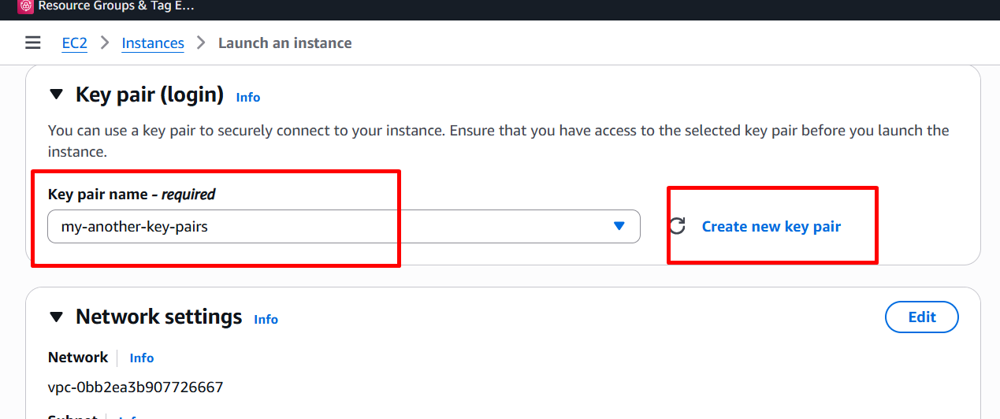 Resource Groups & Tag E...
EC2 > Instances > Launch an instance
Key pair (login) Info
You can use a key pair to securely connect to your instance. Ensure that you have access to the selected key pair before you launch the
instance.
Key pair name - required
my-another-key-pairs
Create new key pair
Network settings Info
Edit
Network Info
vpc-0bb2ea3b907726667